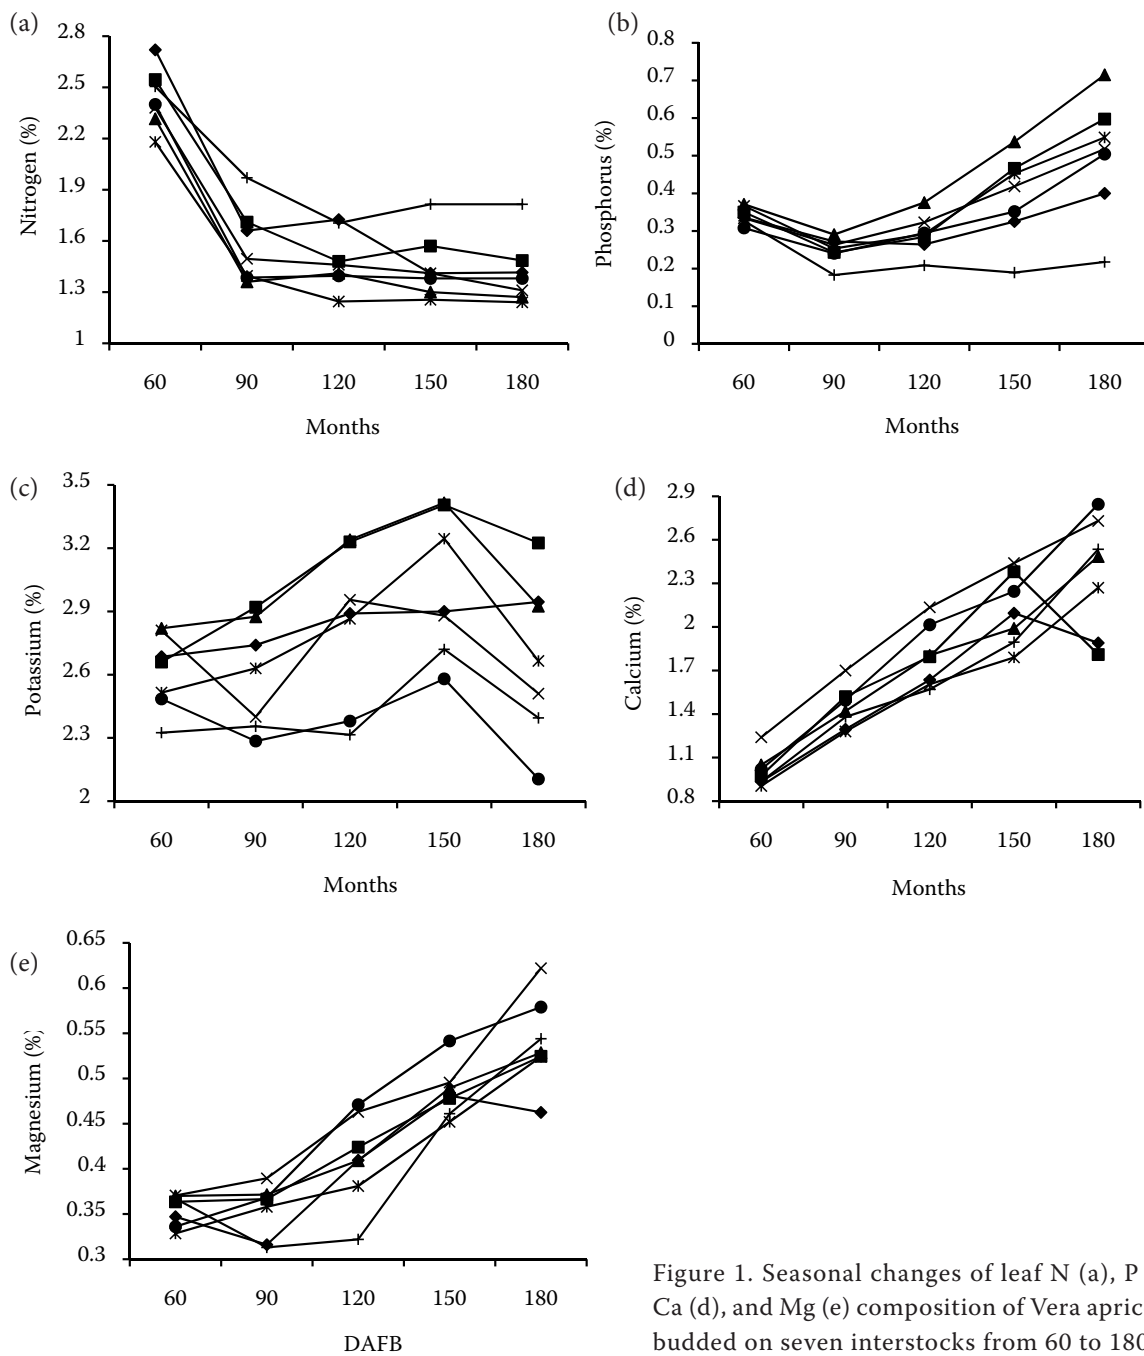 (a)
2.8
2.5
2.2
1.9
1.6
1.3
1
Nitrogen (%)
60 90 120 150 180
Months
(b)
0.8
0.7
0.6
0.5
0.4
0.3
0.2
0.1
0
Phosphorus (%)
60 90 120 150 180
Months
(c)
3.5
3.2
2.9
2.6
2.3
2
Potassium (%)
60 90 120 150 180
Months
(d)
2.9
2.6
2.3
2
1.7
1.4
1.1
0.8
Calcium (%)
60 90 120 150 180
Months
(e)
0.65
0.6
0.55
0.5
0.45
0.4
0.35
0.3
Magnesium (%)
60 90 120 150 180
DAFB
Figure 1. Seasonal changes of leaf N (a), P
Ca (d), and Mg (e) composition of Vera apric
budded on seven interstocks from 60 to 180